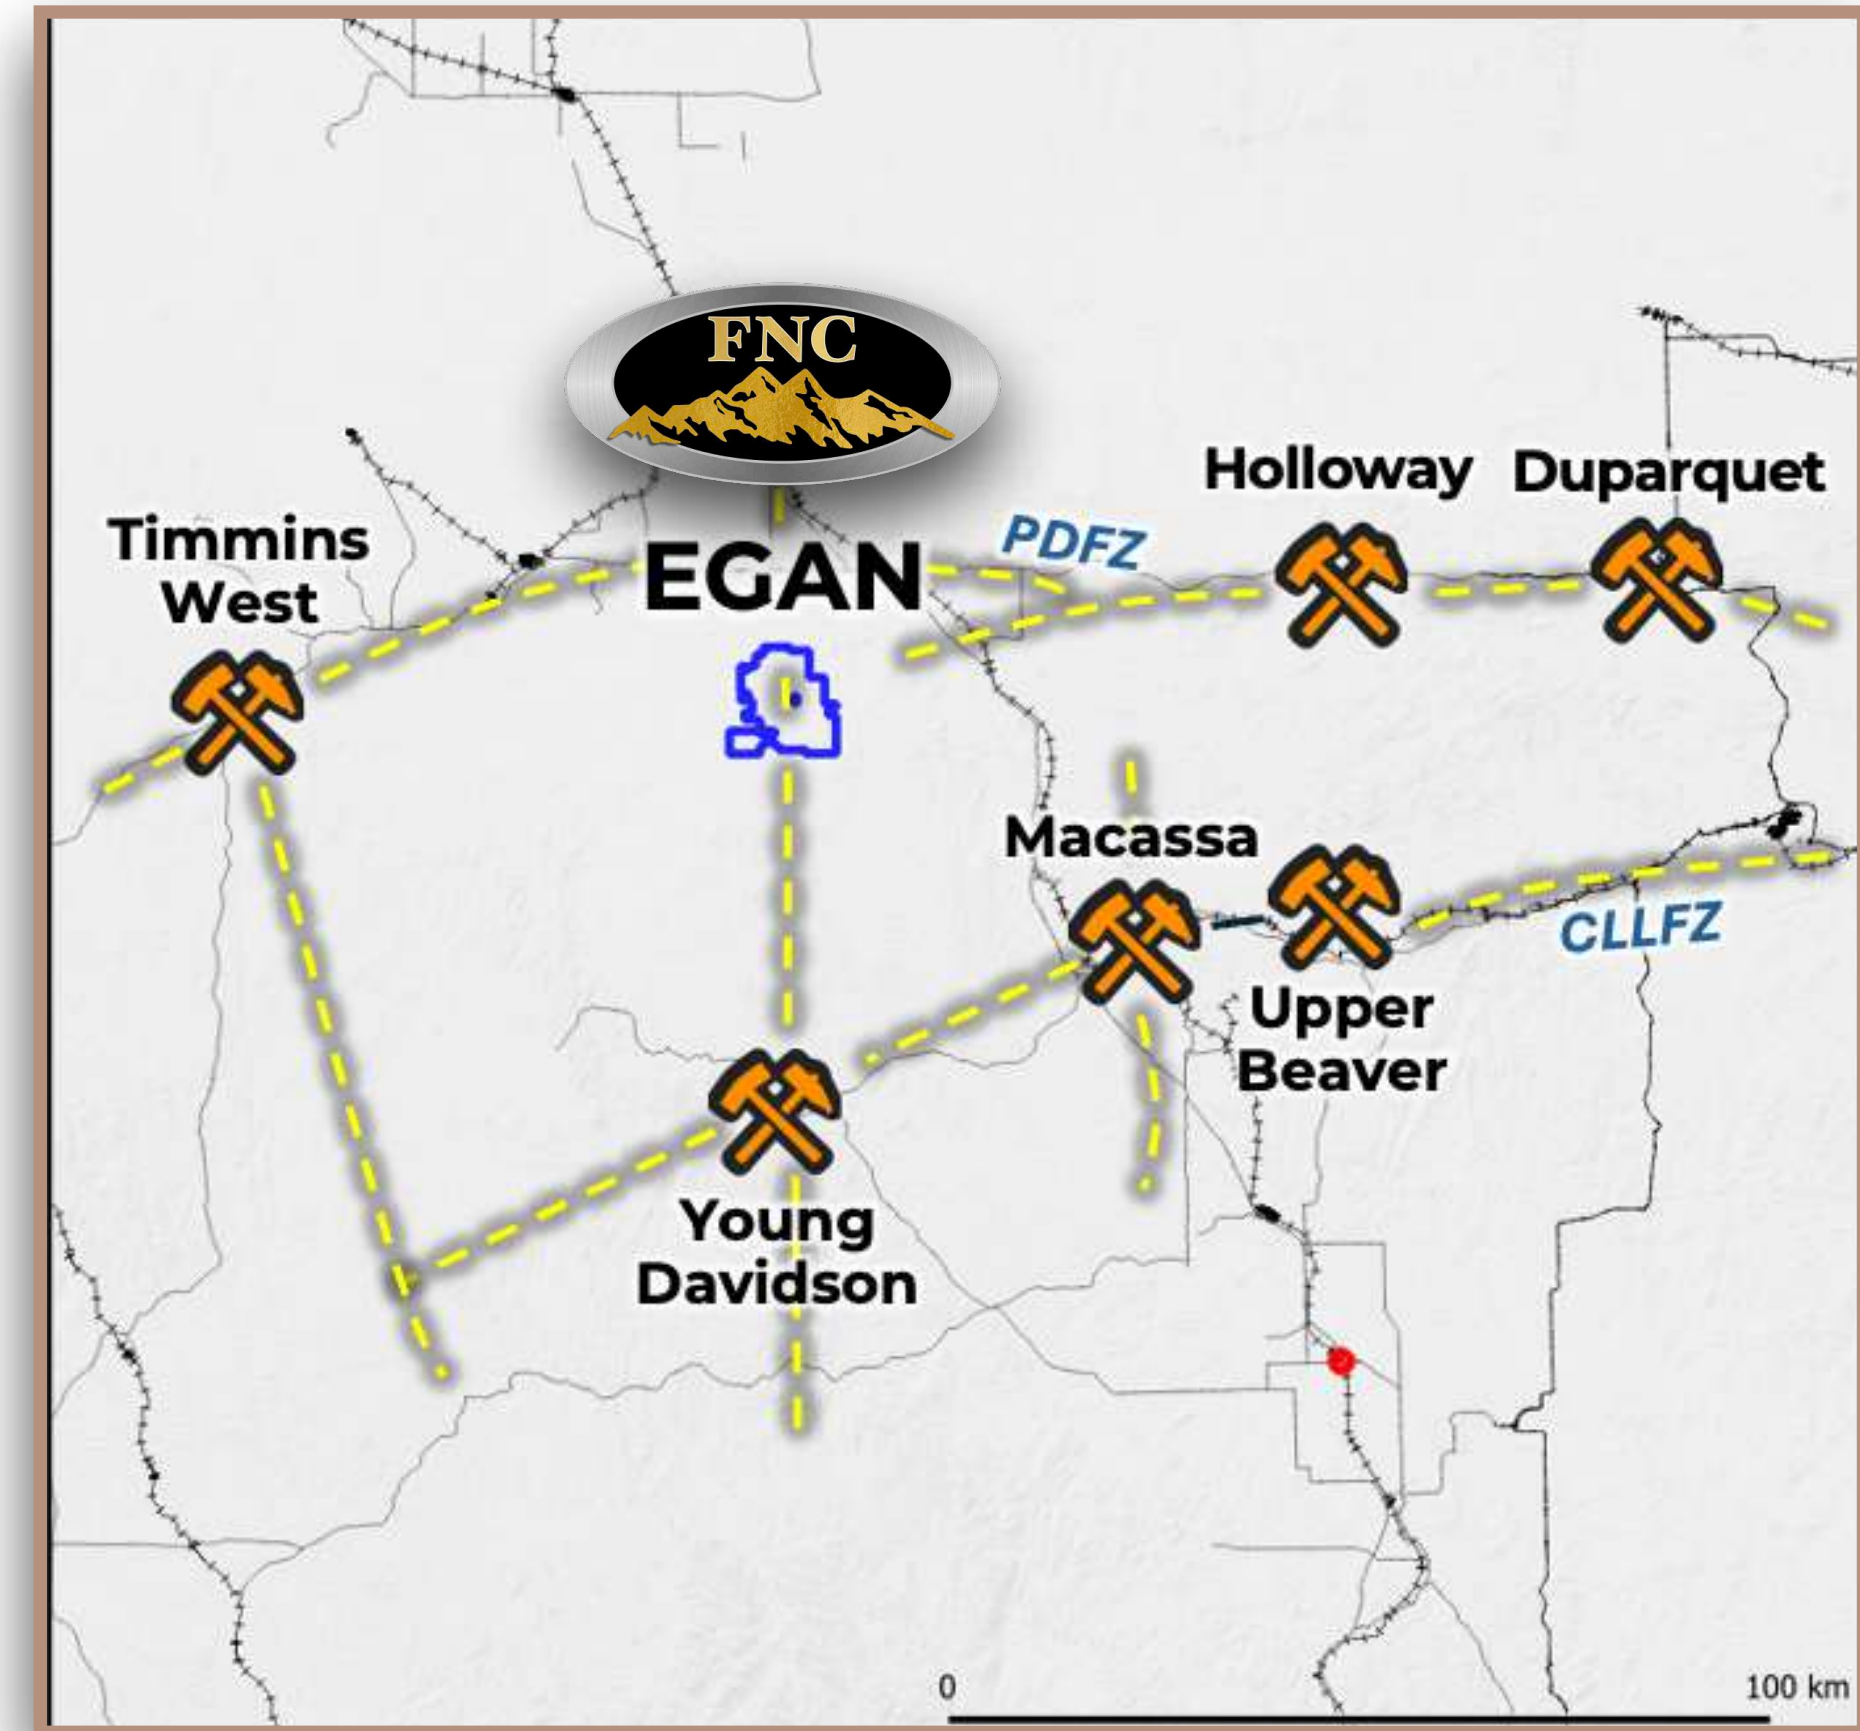 FNC
Holloway
Duparquet
Timmins
West
PDFZ
EGAN
Macassa
CLLFZ
Upper
Beaver
Young
Davidson
0
100 km